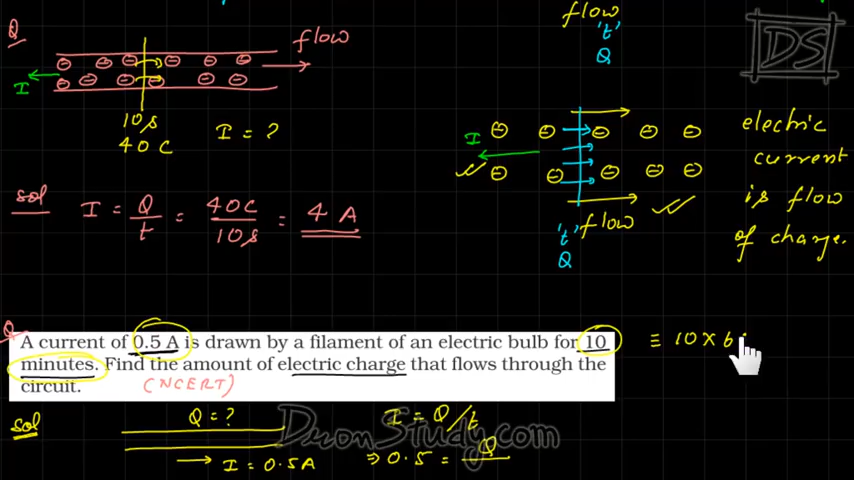 Q
flow
I
10s
40 C
I = ?
sol
I = Q/t = 40C/10s = 4 A
flow
't'
Q
I
flow
't'
Q
electric
current
is flow
of charge.
DS
Q
A current of 0.5 A is drawn by a filament of an electric bulb for 10
minutes. Find the amount of electric charge that flows through the
circuit.
(NCERT)
≡ 10 × 6
sol
Q = ?
→ I = 0.5A
I = Q/t
⇒ 0.5 = Q
DronStudy.com